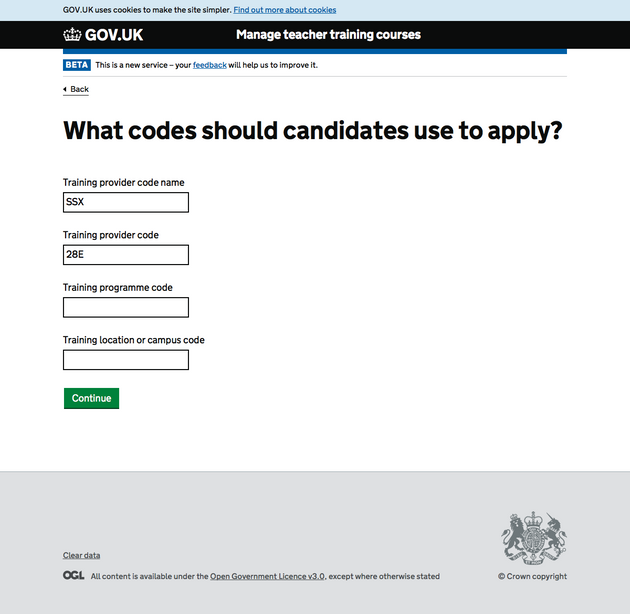 GOV.UK uses cookies to make the site simpler. Find out more about cookies
GOV.UK Manage teacher training courses
BETA This is a new service – your feedback will help us to improve it.
Back
What codes should candidates use to apply?
Training provider code name
SSX
Training provider code
28E
Training programme code
Training location or campus code
Continue
Clear data
OGL All content is available under the Open Government Licence v3.0, except where otherwise stated
© Crown copyright